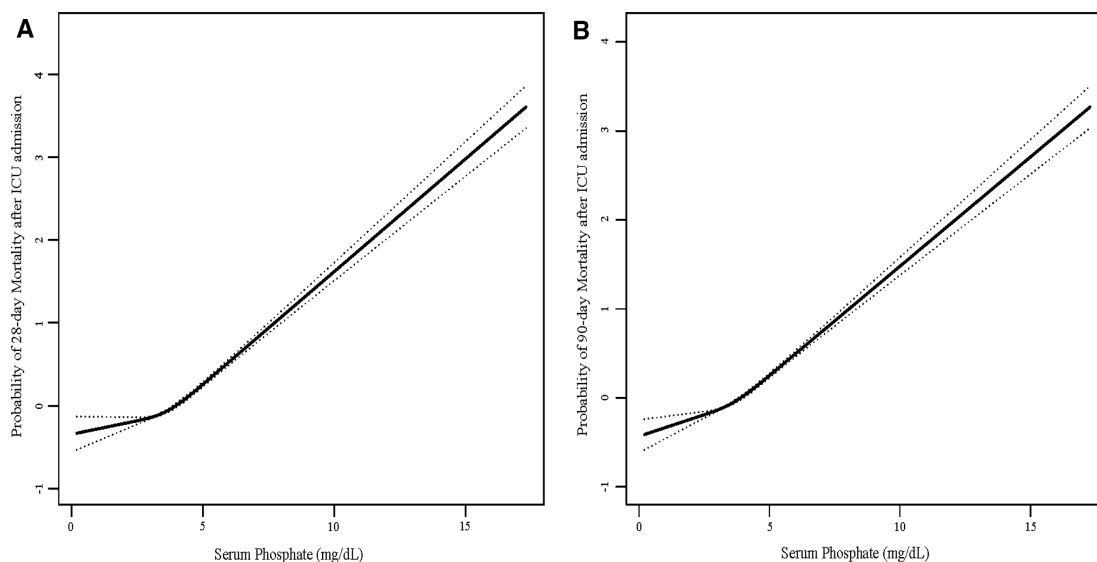 A
Probability of 28-day Mortality after ICU admission
4
3
2
1
0
-1
0 5 10 15
Serum Phosphate (mg/dL)
B
Probability of 90-day Mortality after ICU admission
4
3
2
1
0
-1
0 5 10 15
Serum Phosphate (mg/dL)